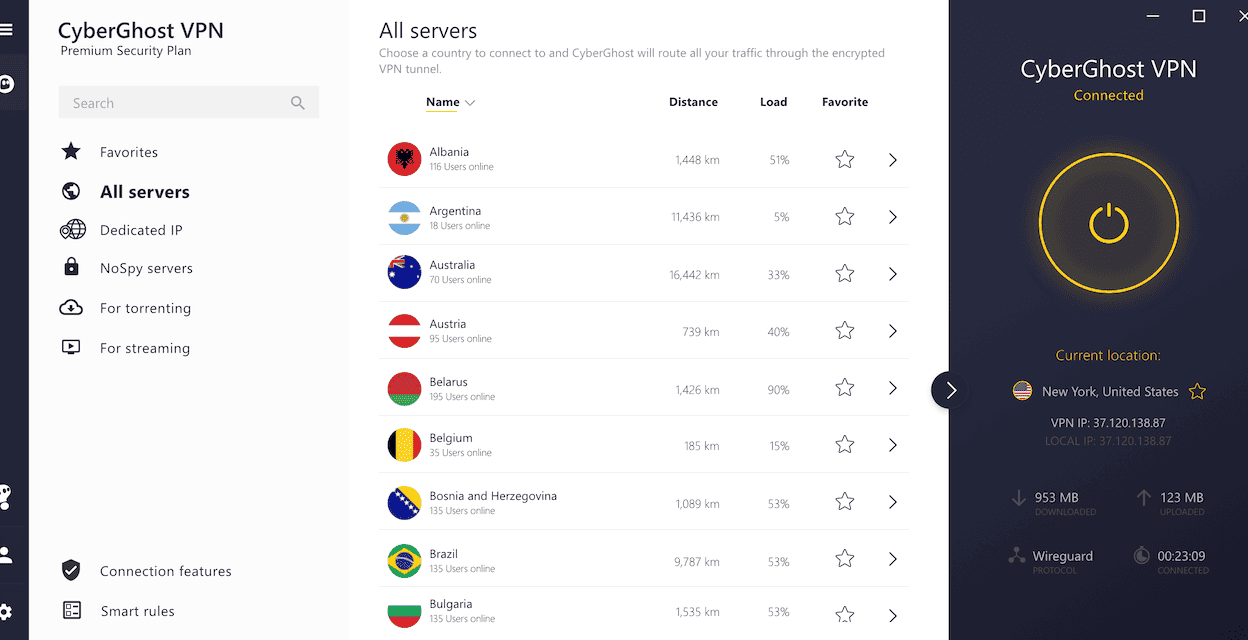 CyberGhost VPN
Premium Security Plan
Search
Favorites
All servers
Dedicated IP
NoSpy servers
For torrenting
For streaming
Connection features
Smart rules
All servers
Choose a country to connect to and CyberGhost will route all your traffic through the encrypted
VPN tunnel.
Name Distance Load Favorite
Albania
116 Users online
1,448 km 51%
Argentina
18 Users online
11,436 km 5%
Australia
70 Users online
16,442 km 33%
Austria
95 Users online
739 km 40%
Belarus
195 Users online
1,426 km 90%
Belgium
35 Users online
185 km 15%
Bosnia and Herzegovina
135 Users online
1,089 km 53%
Brazil
135 Users online
9,787 km 53%
Bulgaria
135 Users online
1,535 km 53%
CyberGhost VPN
Connected
Current location:
New York, United States
VPN IP: 37.120.138.87
LOCAL IP: 37.120.138.87
953 MB 123 MB
DOWNLOADED UPLOADED
Wireguard 00:23:09
PROTOCOL CONNECTED